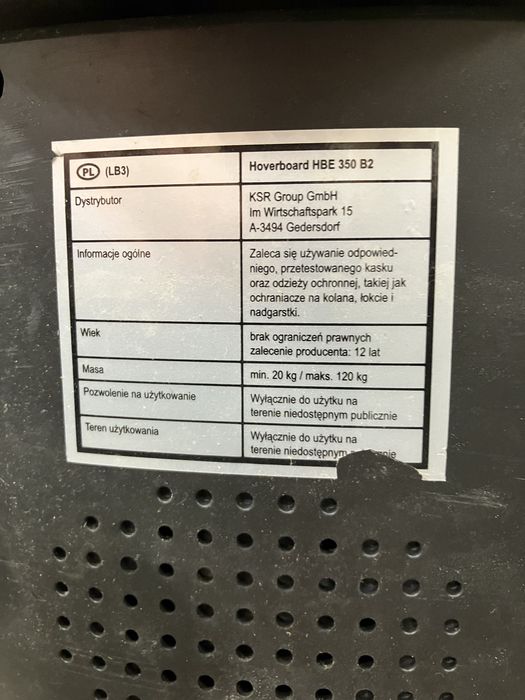 PL (LB3)
Hoverboard HBE 350 B2
Dystrybutor
KSR Group GmbH
Im Wirtschaftspark 15
A-3494 Gedersdorf
Informacje ogólne
Zaleca się używanie odpowied-
niego, przetestowanego kasku
oraz odzieży ochronnej, takiej jak
ochraniacze na kolana, łokcie i
nadgarstki.
Wiek
brak ograniczeń prawnych
zalecenie producenta: 12 lat
Masa
min. 20 kg / maks. 120 kg
Pozwolenie na użytkowanie
Wyłącznie do użytku na
terenie niedostępnym publicznie
Teren użytkowania
Wyłącznie do użytku na
terenie niedostępnym